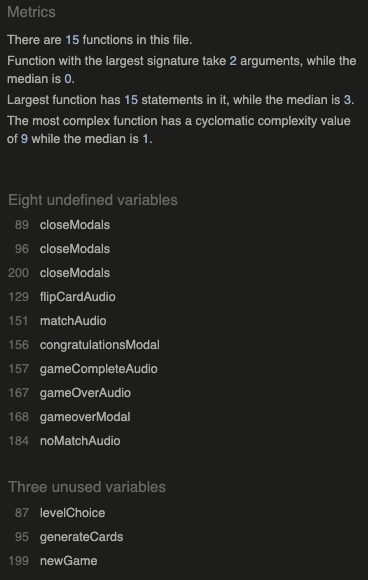 Metrics
There are 15 functions in this file.
Function with the largest signature take 2 arguments, while the
median is 0.
Largest function has 15 statements in it, while the median is 3.
The most complex function has a cyclomatic complexity value
of 9 while the median is 1.
Eight undefined variables
89 closeModals
96 closeModals
200 closeModals
129 flipCardAudio
151 matchAudio
156 congratulationsModal
157 gameCompleteAudio
167 gameOverAudio
168 gameoverModal
184 noMatchAudio
Three unused variables
87 levelChoice
95 generateCards
199 newGame